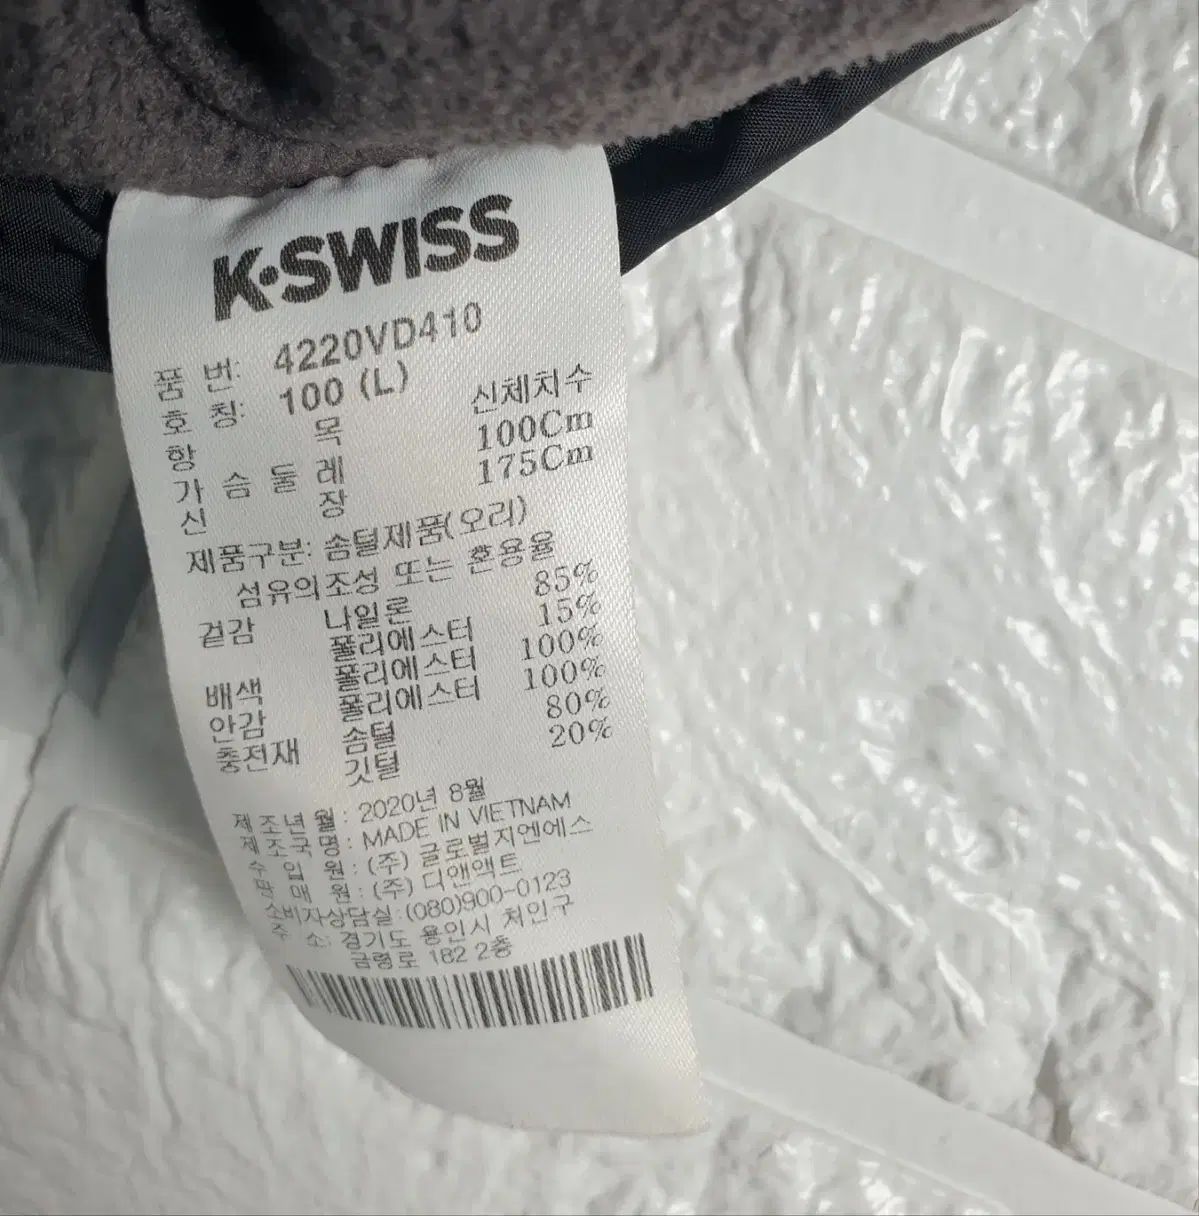 K·SWISS
품 번: 4220VD410
호 칭: 100 (L)
항 목 신체치수
가 슴 둘 레 100Cm
신 장 175Cm
제품구분: 솜털제품(오리)
섬유의조성 또는 혼용율
겉감 나일론 85%
폴리에스터 15%
배색 폴리에스터 100%
안감 폴리에스터 100%
충전재 솜털 80%
깃털 20%
제 조 년 월 : 2020년 8월
제 조 국 명 : MADE IN VIETNAM
수 입 원 : (주) 글로벌지엔에스
판 매 원 : (주) 디앤액트
소비자상담실 : (080)900-0123
주 소: 경기도 용인시 처인구
금령로 182 2층